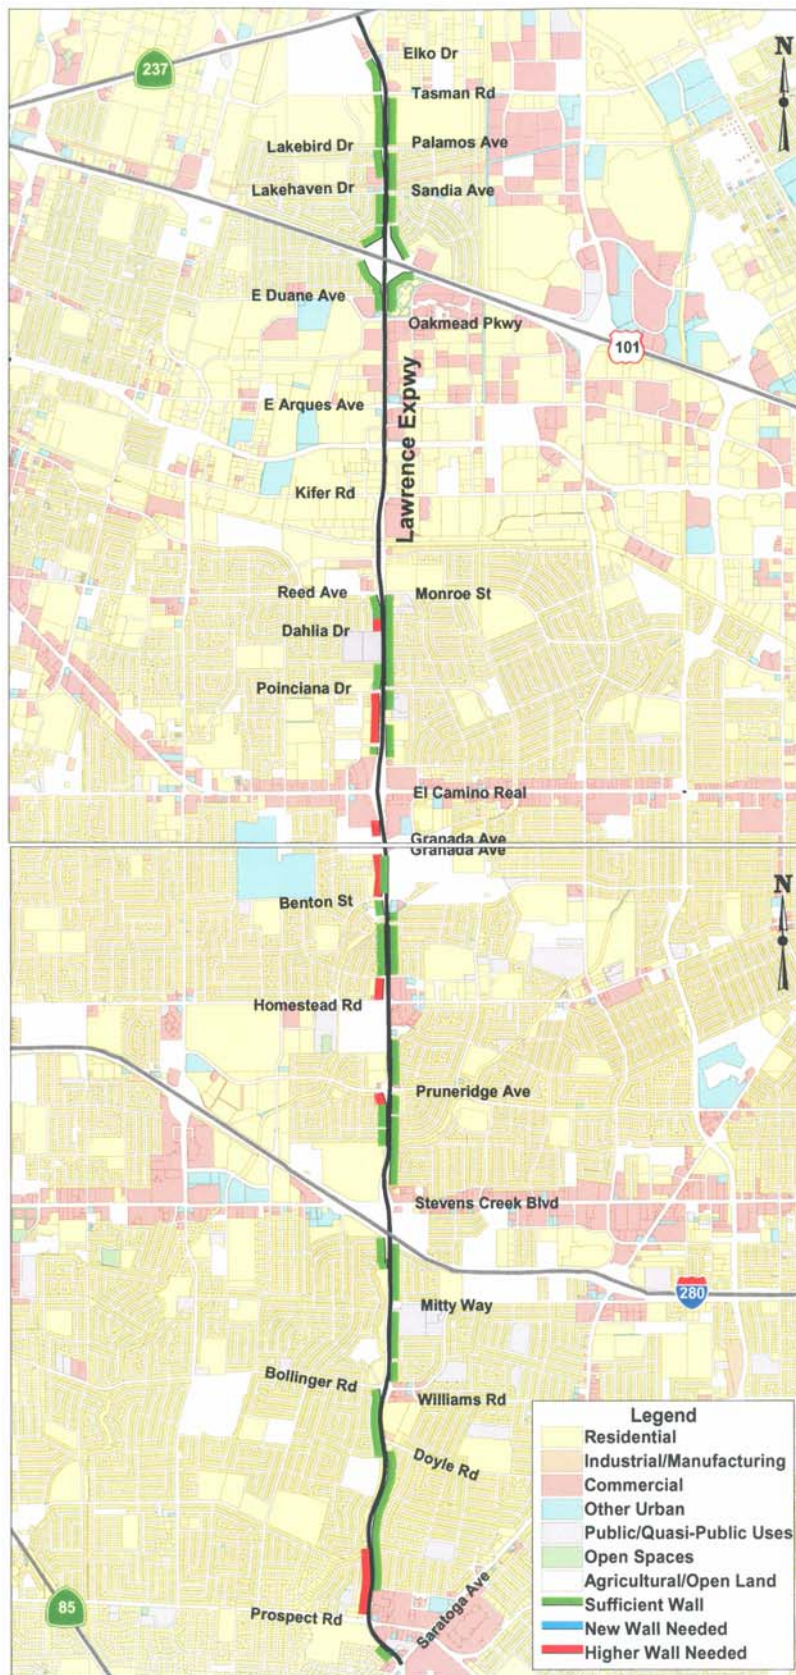 Elko Dr
237
N
Tasman Rd
Lakebird Dr
Palamos Ave
Lakehaven Dr
Sandia Ave
E Duane Ave
Oakmead Pkwy
101
Lawrence Expwy
E Arques Ave
Kifer Rd
Reed Ave
Monroe St
Dahlia Dr
Poinciana Dr
El Camino Real
Granada Ave
Granada Ave
N
Benton St
Homestead Rd
Pruneridge Ave
Stevens Creek Blvd
280
Mitty Way
Bollinger Rd
Williams Rd
Doyle Rd
85
Prospect Rd
Saratoga Ave
Legend
Residential
Industrial/Manufacturing
Commercial
Other Urban
Public/Quasi-Public Uses
Open Spaces
Agricultural/Open Land
Sufficient Wall
New Wall Needed
Higher Wall Needed